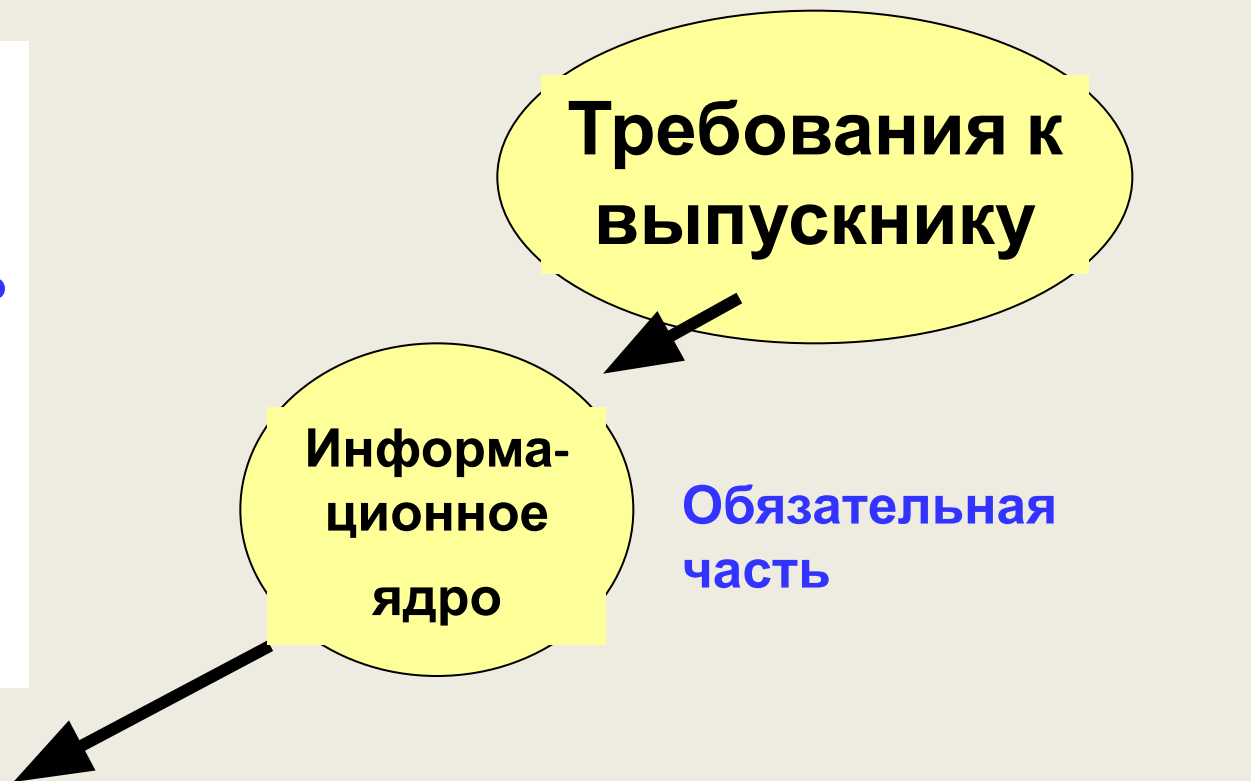 Требования к
выпускнику
Информа-
ционное
ядро
Обязательная
часть